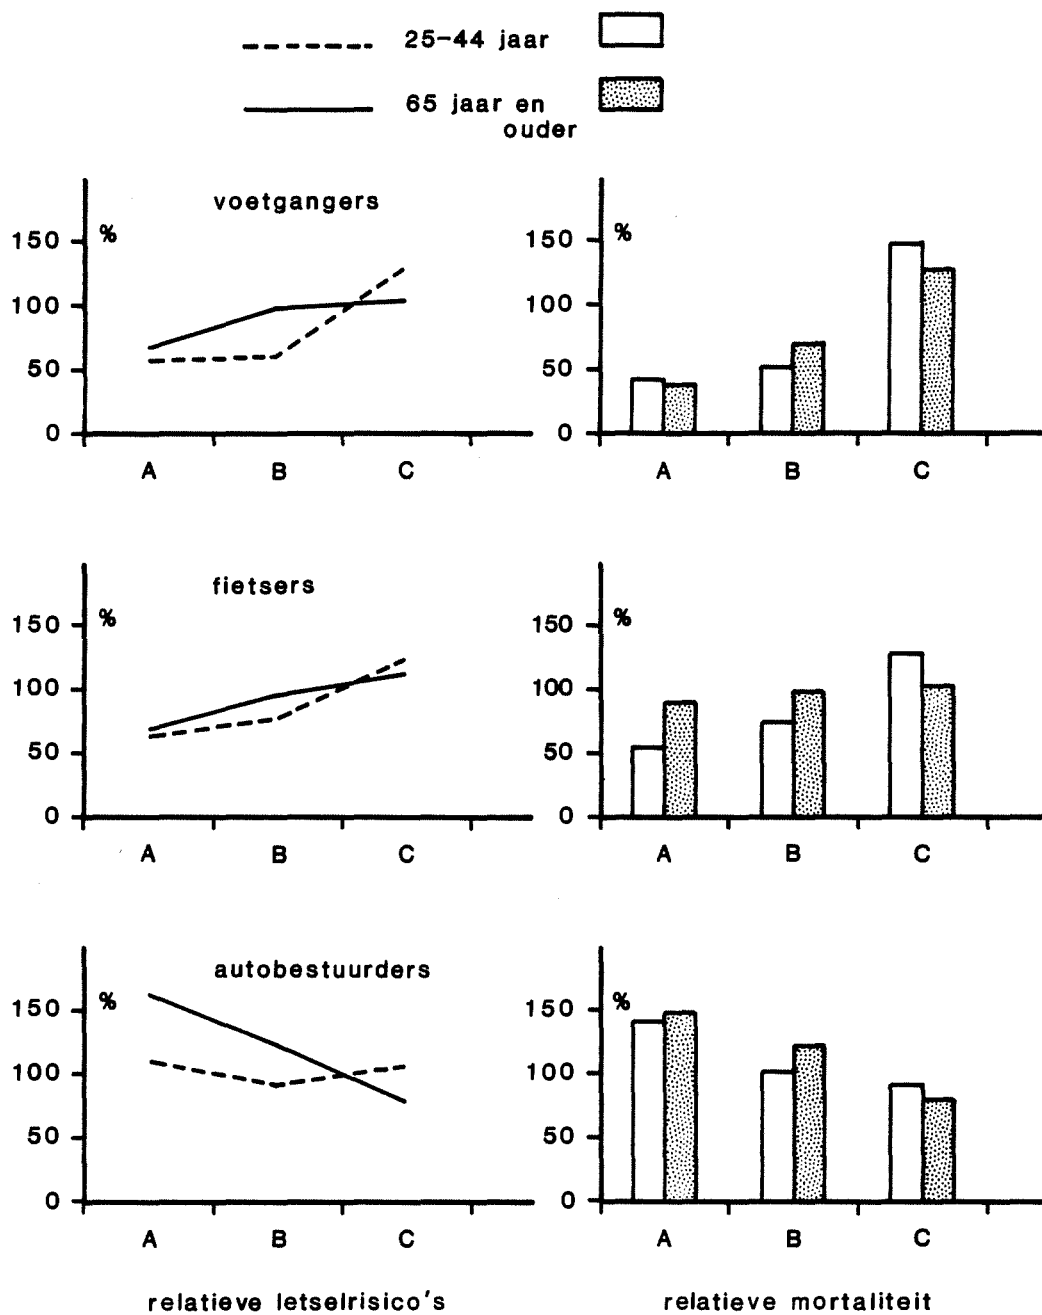 25-44 jaar
65 jaar en
ouder
voetgangers
%
150
100
50
0
A B C
%
150
100
50
0
A B C
fietsers
%
150
100
50
0
A B C
%
150
100
50
0
A B C
autobestuurders
%
150
100
50
0
A B C
%
150
100
50
0
A B C
relatieve letselrisico's
relatieve mortaliteit